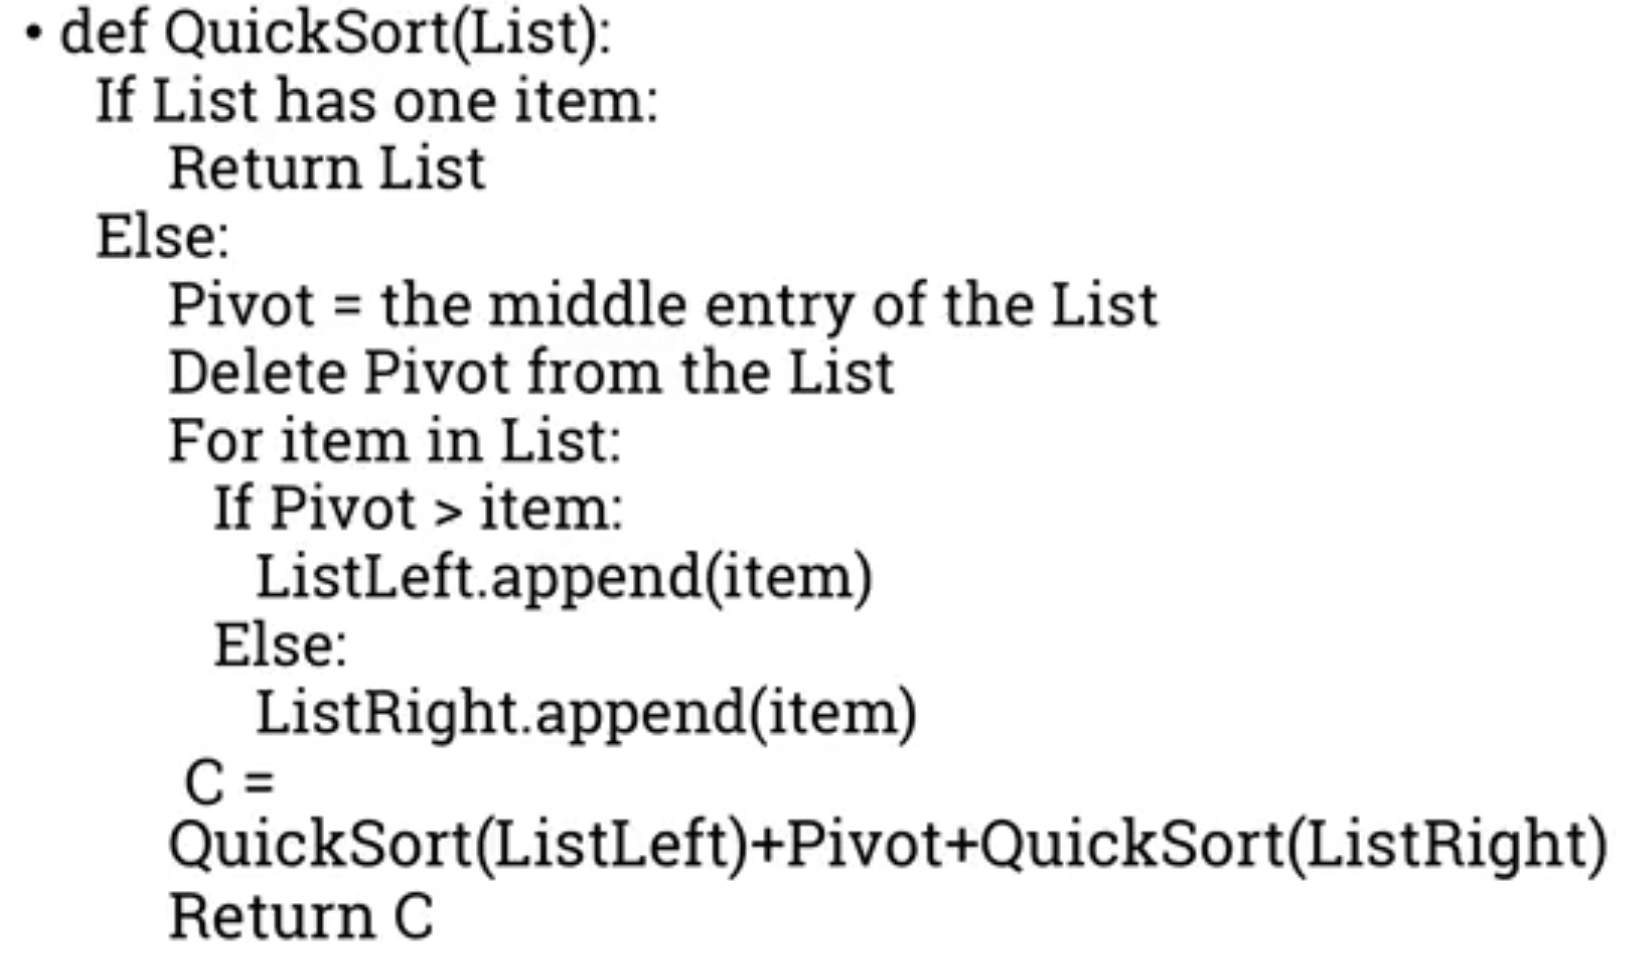 • def QuickSort(List):
If List has one item:
Return List
Else:
Pivot = the middle entry of the List
Delete Pivot from the List
For item in List:
If Pivot > item:
ListLeft.append(item)
Else:
ListRight.append(item)
C =
QuickSort(ListLeft)+Pivot+QuickSort(ListRight)
Return C